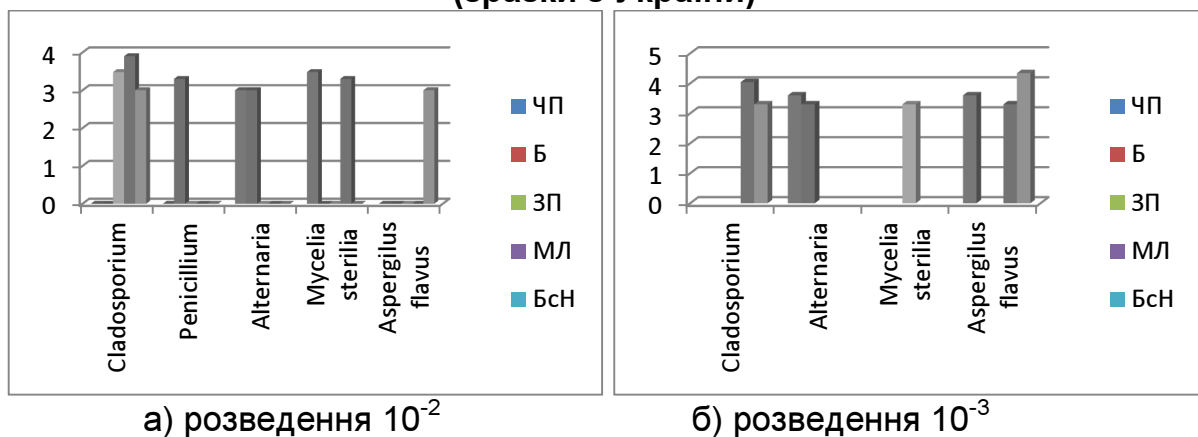 4
3
2
1
0
Cladosporium
Penicillium
Alternaria
Mycelia
sterilia
Aspergilus
flavus
ЧП
Б
ЗП
МЛ
БсН
5
4
3
2
1
0
Cladosporium
Alternaria
Mycelia
sterilia
Aspergilus
flavus
ЧП
Б
ЗП
МЛ
БсН
а) розведення 10⁻²
б) розведення 10⁻³